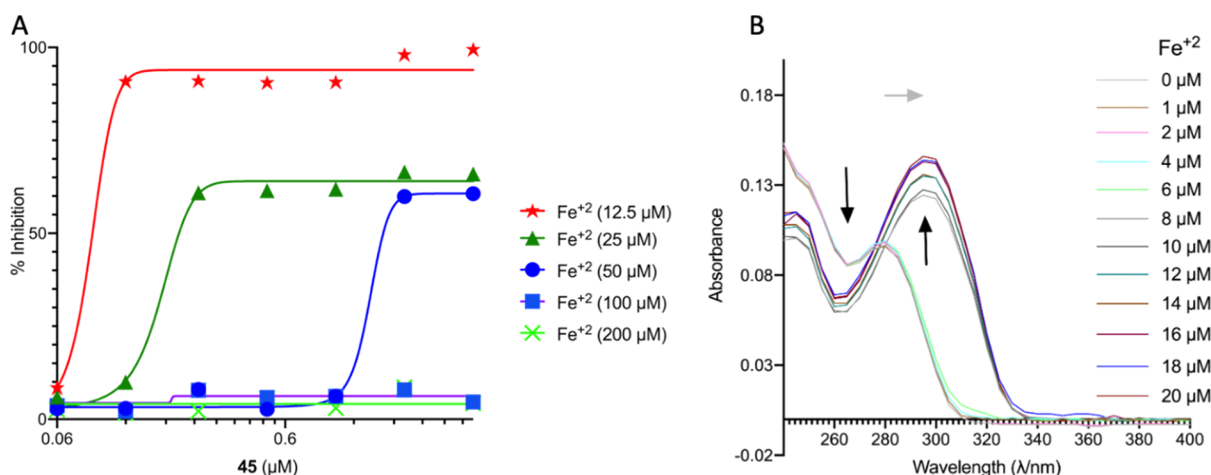 A
100
50
0
% Inhibition
0.06
0.6
45 (µM)
Fe+2 (12.5 µM)
Fe+2 (25 µM)
Fe+2 (50 µM)
Fe+2 (100 µM)
Fe+2 (200 µM)
B
0.18
0.13
0.08
0.03
-0.02
Absorbance
260
280
300
320
340
360
380
400
Wavelength (λ/nm)
Fe+2
0 µM
1 µM
2 µM
4 µM
6 µM
8 µM
10 µM
12 µM
14 µM
16 µM
18 µM
20 µM